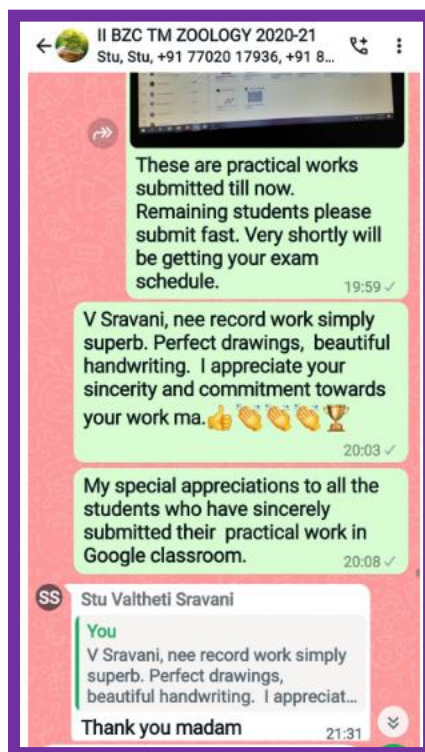 II BZC TM ZOOLOGY 2020-21
Stu, Stu, +91 77020 17936, +91 8...
These are practical works
submitted till now.
Remaining students please
submit fast. Very shortly will
be getting your exam
schedule.
19:59
V Sravani, nee record work simply
superb. Perfect drawings, beautiful
handwriting. I appreciate your
sincerity and commitment towards
your work ma.👍👏👏👏🏆
20:03
My special appreciations to all the
students who have sincerely
submitted their practical work in
Google classroom.
20:08
SS
Stu Valtheti Sravani
You
V Sravani, nee record work simply
superb. Perfect drawings,
beautiful handwriting. I appreciat...
Thank you madam
21:31